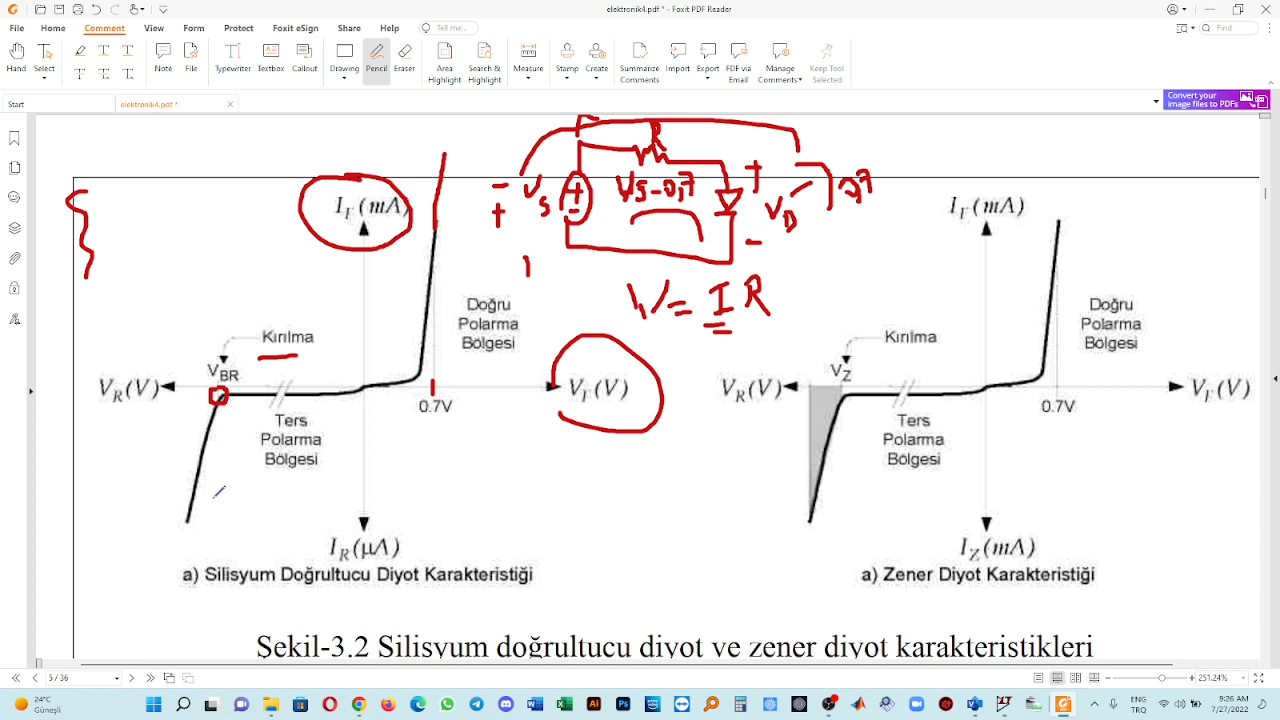 elektronik4.pdf * - Foxit PDF Reader
File Home Comment View Form Protect Foxit eSign Share Help Tell me... Find
Hand Select Note File Typewriter Textbox Callout Drawing Pencil Eraser Area Highlight Search & Highlight Measure Stamp Create Summarize Comments Import Export FDF via Email Manage Comments Keep Tool Selected
Start elektronik4.pdf * Convert your image files to PDFs
R
- VS + - VS-0,7 + VD 0,7
+ -
V = I R
IF (mA)
Doğru
Polarma
Bölgesi
Kırılma
VBR
VR(V)
VF(V)
0.7V
Ters
Polarma
Bölgesi
IR(μA)
a) Silisyum Doğrultucu Diyot Karakteristiği
IF (mA)
Doğru
Polarma
Bölgesi
Kırılma
VZ
VR(V)
VF(V)
0.7V
Ters
Polarma
Bölgesi
IZ(mA)
a) Zener Diyot Karakteristiği
Şekil-3.2 Silisyum doğrultucu diyot ve zener diyot karakteristikleri
5 / 36 251.24%
24°C
Güneşli
ENG
TRQ
9:26 AM
7/27/2022